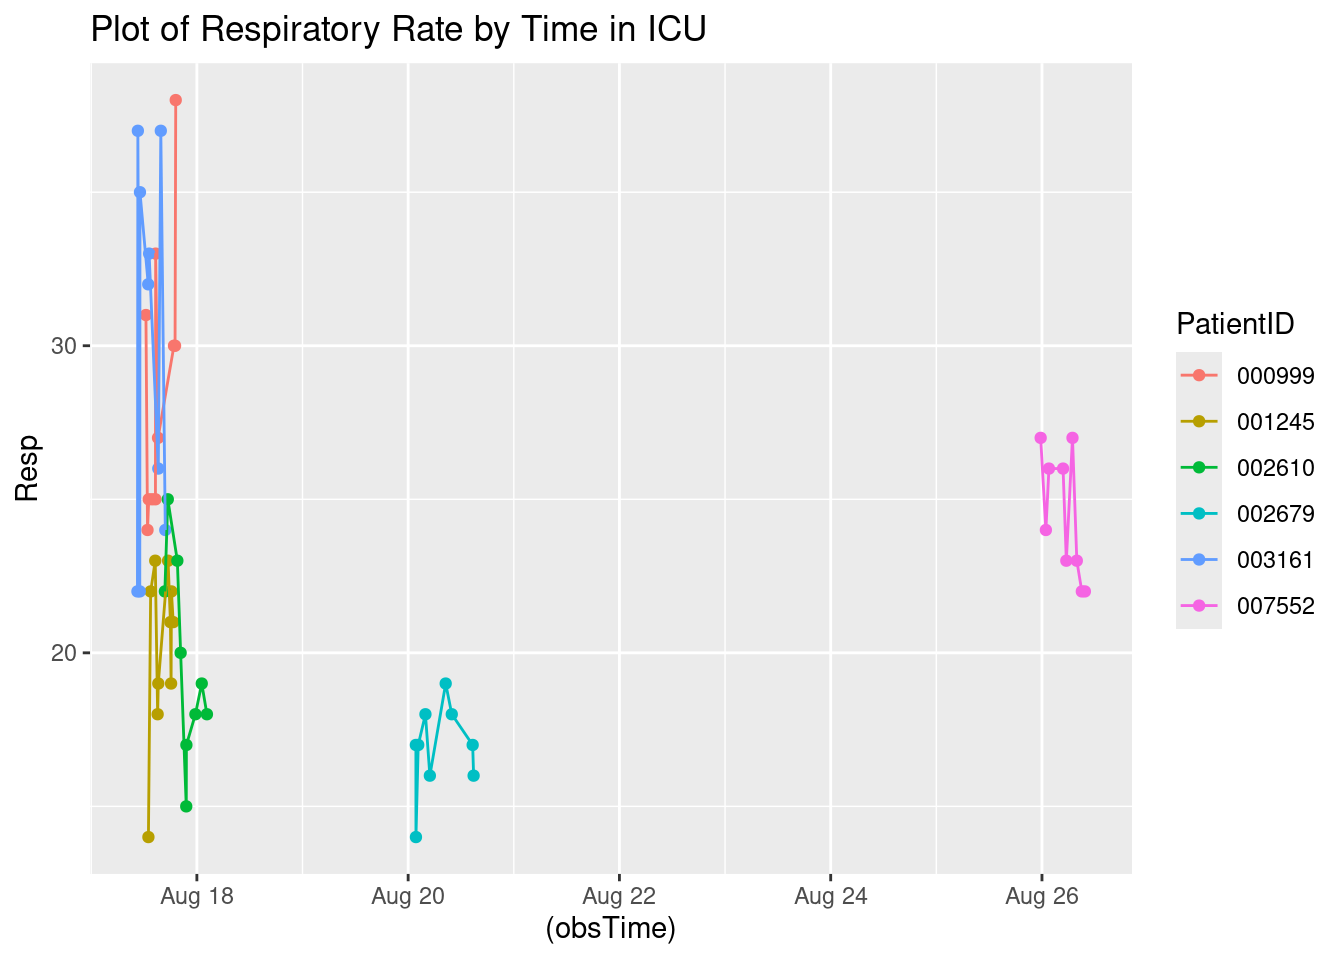 Plot of Respiratory Rate by Time in ICU
Resp
30
20
Aug 18
Aug 20
Aug 22
Aug 24
Aug 26
(obsTime)
PatientID
000999
001245
002610
002679
003161
007552